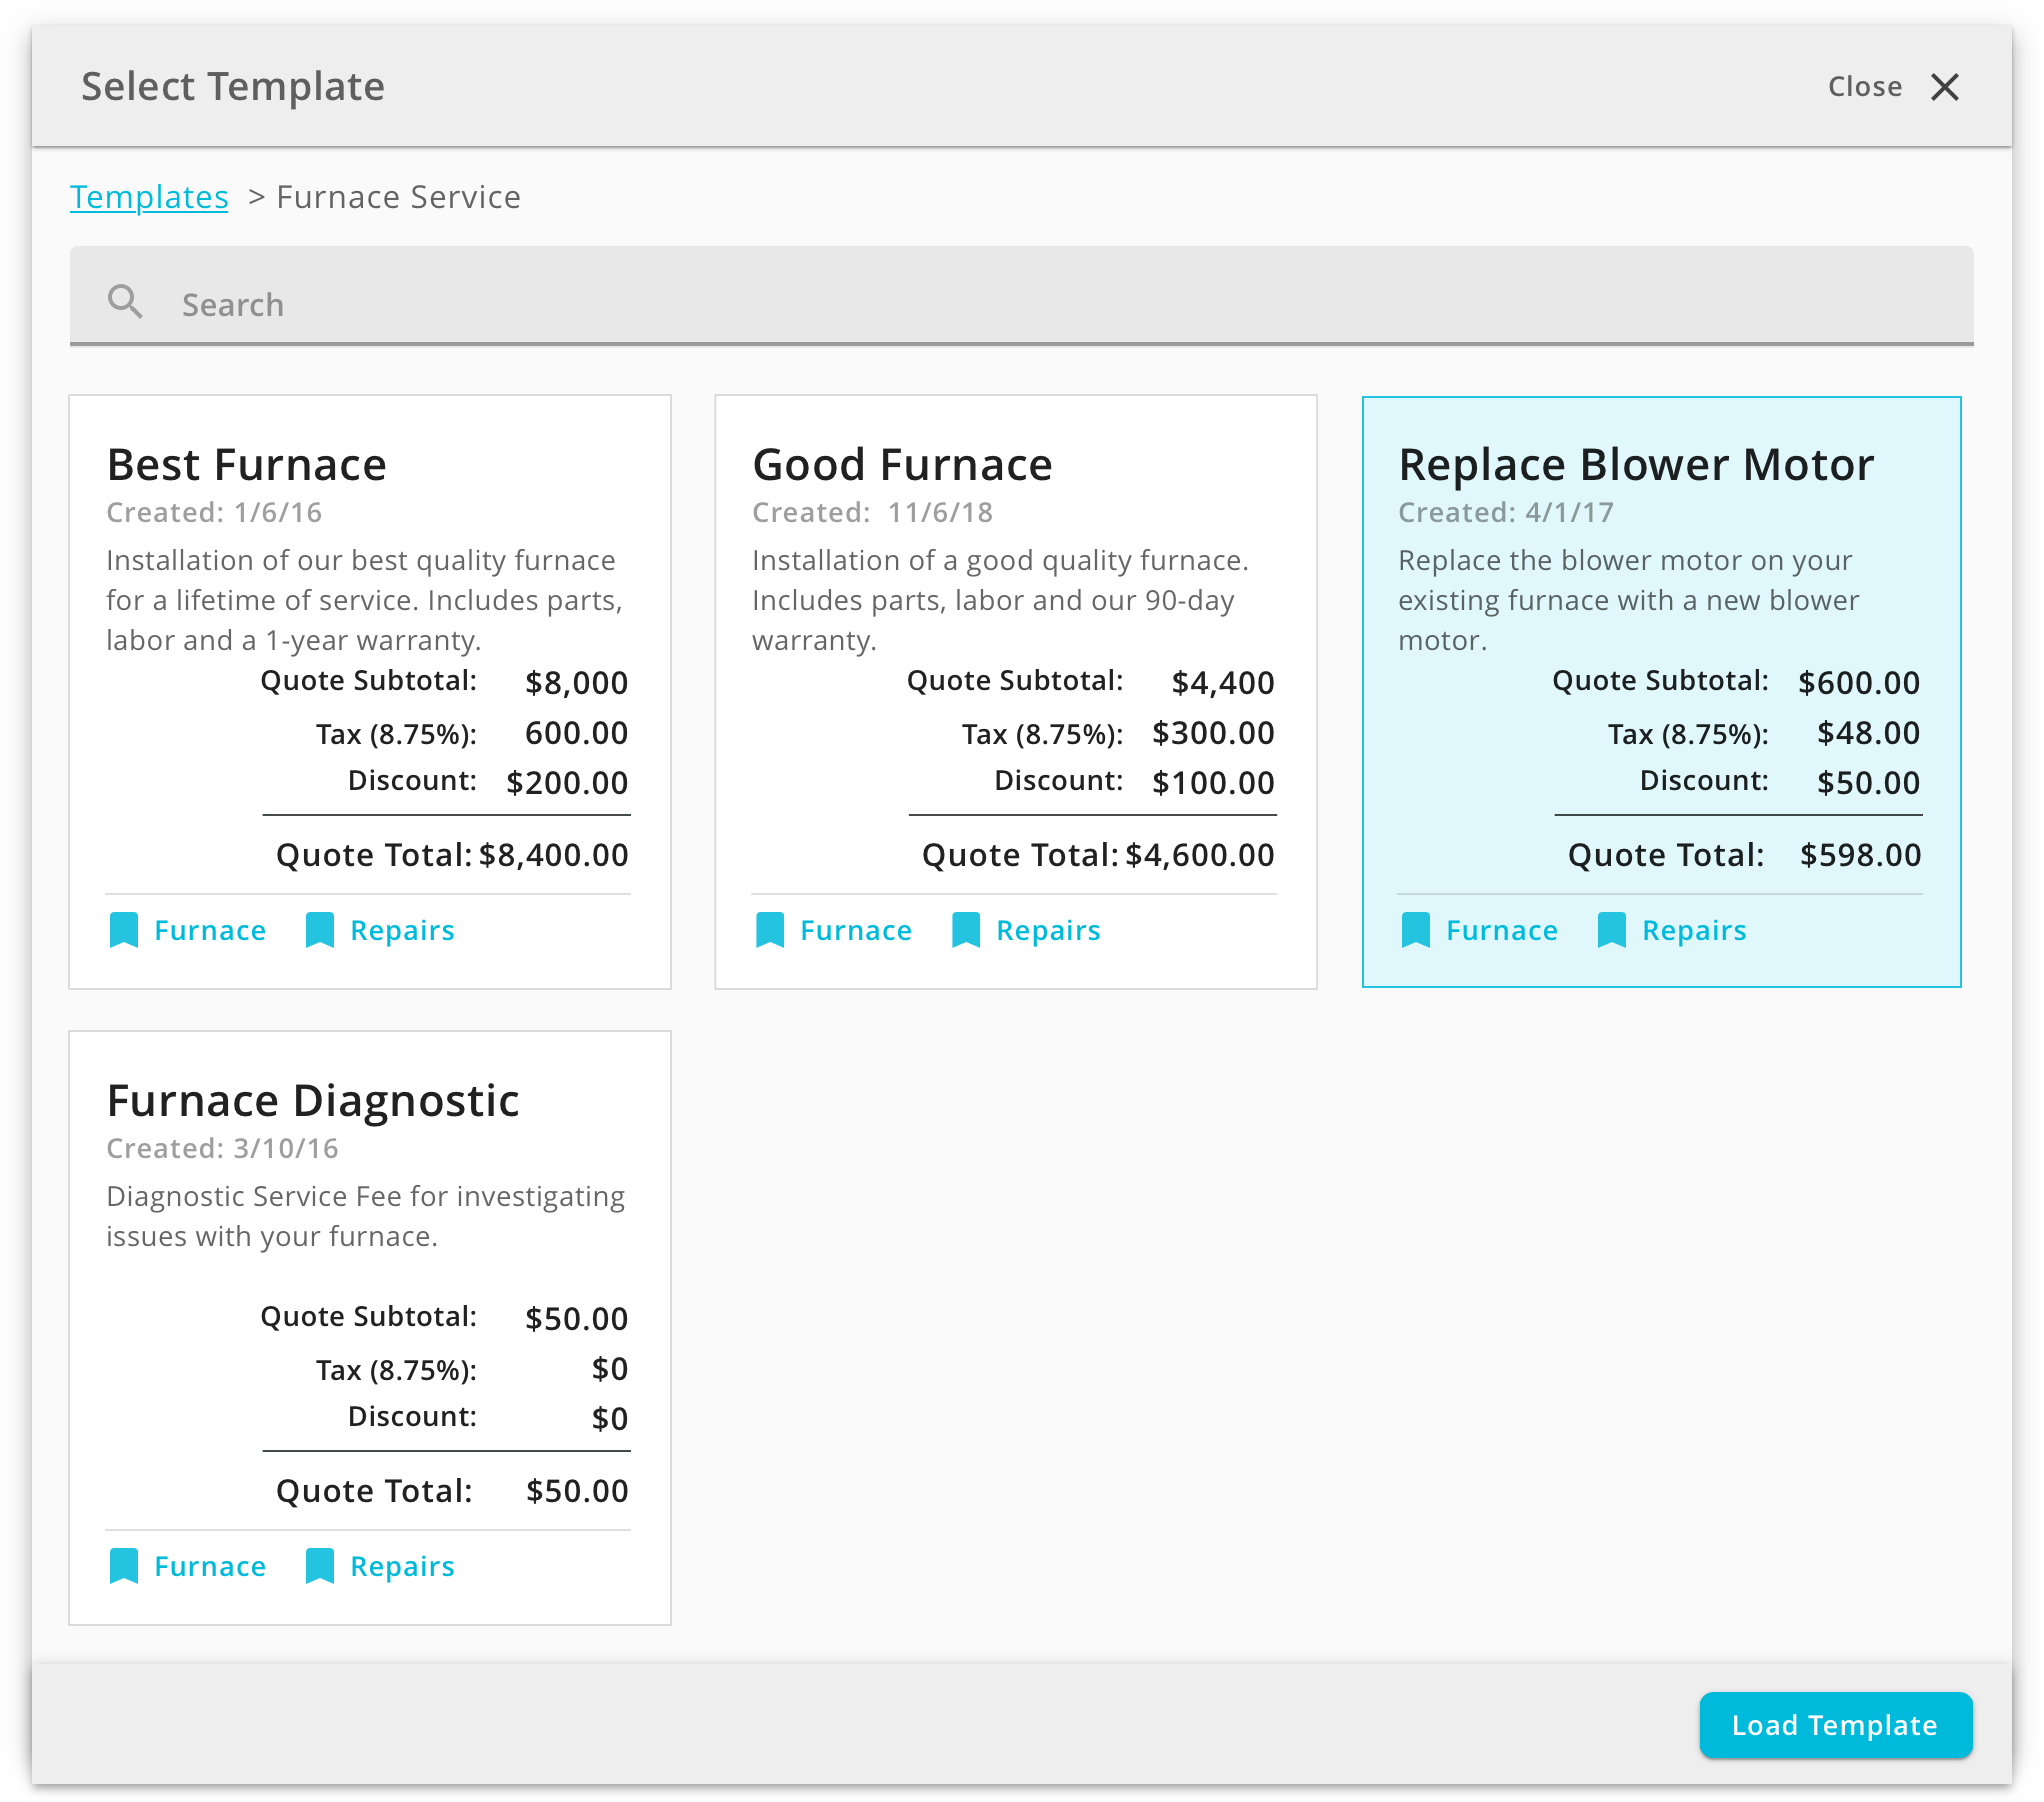 Select Template
Close
Templates > Furnace Service
Search
Best Furnace
Created: 1/6/16
Installation of our best quality furnace
for a lifetime of service. Includes parts,
labor and a 1-year warranty.
Quote Subtotal: $8,000
Tax (8.75%): 600.00
Discount: $200.00
Quote Total: $8,400.00
Furnace Repairs
Good Furnace
Created: 11/6/18
Installation of a good quality furnace.
Includes parts, labor and our 90-day
warranty.
Quote Subtotal: $4,400
Tax (8.75%): $300.00
Discount: $100.00
Quote Total: $4,600.00
Furnace Repairs
Replace Blower Motor
Created: 4/1/17
Replace the blower motor on your
existing furnace with a new blower
motor.
Quote Subtotal: $600.00
Tax (8.75%): $48.00
Discount: $50.00
Quote Total: $598.00
Furnace Repairs
Furnace Diagnostic
Created: 3/10/16
Diagnostic Service Fee for investigating
issues with your furnace.
Quote Subtotal: $50.00
Tax (8.75%): $0
Discount: $0
Quote Total: $50.00
Furnace Repairs
Load Template